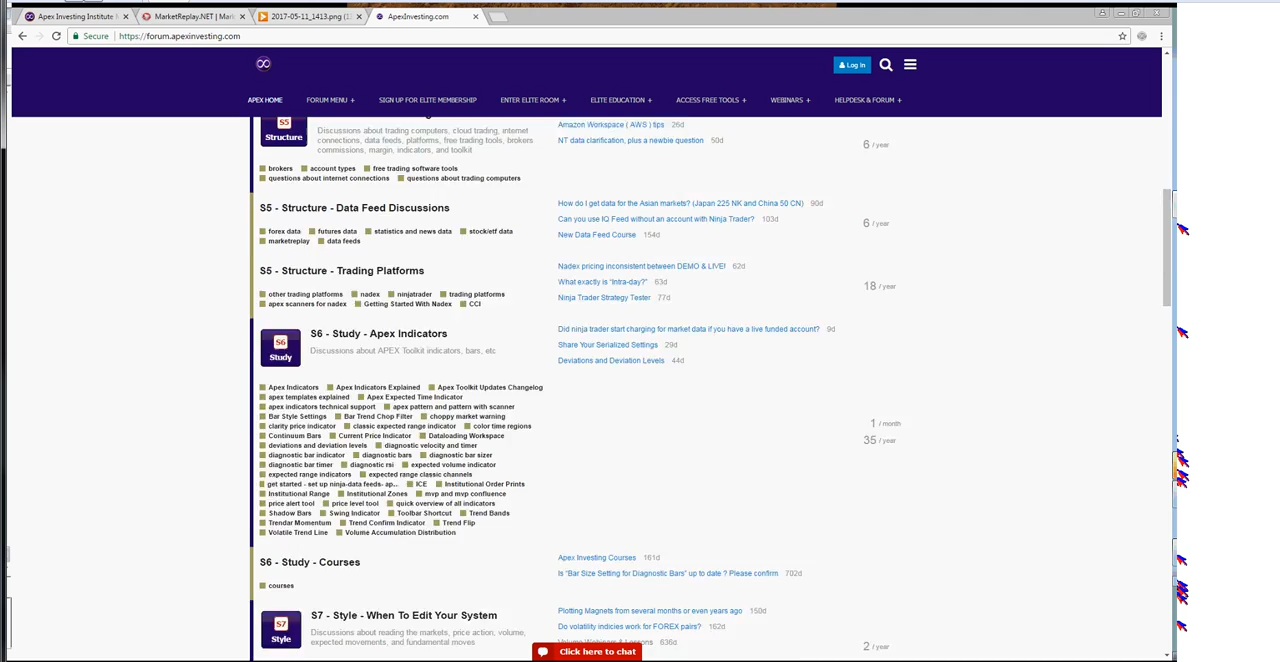 Apex Investing Institute
MarketReplay.NET | Mark
2017-05-11_1413.png (1
ApexInvesting.com
Secure
https://forum.apexinvesting.com
Log In
APEX HOME
FORUM MENU +
SIGN UP FOR ELITE MEMBERSHIP
ENTER ELITE ROOM +
ELITE EDUCATION +
ACCESS FREE TOOLS +
WEBINARS +
HELPDESK & FORUM +
S5
Structure
Discussions about trading computers, cloud trading, internet
connections, data feeds, platforms, free trading tools, brokers
commissions, margin, indicators, and toolkit
brokers account types free trading software tools
questions about internet connections questions about trading computers
Amazon Workspace ( AWS ) tips 26d
NT data clarification, plus a newbie question 50d
6 / year
S5 - Structure - Data Feed Discussions
forex data futures data statistics and news data stock/etf data
marketreplay data feeds
How do I get data for the Asian markets? (Japan 225 NK and China 50 CN) 90d
Can you use IQ Feed without an account with Ninja Trader? 103d
New Data Feed Course 154d
6 / year
S5 - Structure - Trading Platforms
other trading platforms nadex ninjatrader trading platforms
apex scanners for nadex Getting Started With Nadex CCI
Nadex pricing inconsistent between DEMO & LIVE! 62d
What exactly is "Intra-day?" 63d
Ninja Trader Strategy Tester 77d
18 / year
S6
Study
S6 - Study - Apex Indicators
Discussions about APEX Toolkit indicators, bars, etc
Did ninja trader start charging for market data if you have a live funded account? 9d
Share Your Serialized Settings 29d
Deviations and Deviation Levels 44d
Apex Indicators Apex Indicators Explained Apex Toolkit Updates Changelog
apex templates explained Apex Expected Time Indicator
apex indicators technical support apex pattern and pattern with scanner
Bar Style Settings Bar Trend Chop Filter choppy market warning
clarity price indicator classic expected range indicator color time regions
Continuum Bars Current Price Indicator Dataloading Workspace
deviations and deviation levels diagnostic velocity and timer
diagnostic bar indicator diagnostic bars diagnostic bar sizer
diagnostic bar timer diagnostic rsi expected volume indicator
expected range indicators expected range classic channels
get started - set up ninja-data feeds- ap... ICE Institutional Order Prints
Institutional Range Institutional Zones mvp and mvp confluence
price alert tool price level tool quick overview of all indicators
Shadow Bars Swing Indicator Toolbar Shortcut Trend Bands
Trendar Momentum Trend Confirm Indicator Trend Flip
Volatile Trend Line Volume Accumulation Distribution
1 / month
35 / year
S6 - Study - Courses
courses
Apex Investing Courses 161d
Is "Bar Size Setting for Diagnostic Bars" up to date ? Please confirm 702d
S7
Style
S7 - Style - When To Edit Your System
Discussions about reading the markets, price action, volume,
expected movements, and fundamental moves
Plotting Magnets from several months or even years ago 150d
Do volatility indicies work for FOREX pairs? 162d
Volume Webinars & Lessons 636d
2 / year
Click here to chat